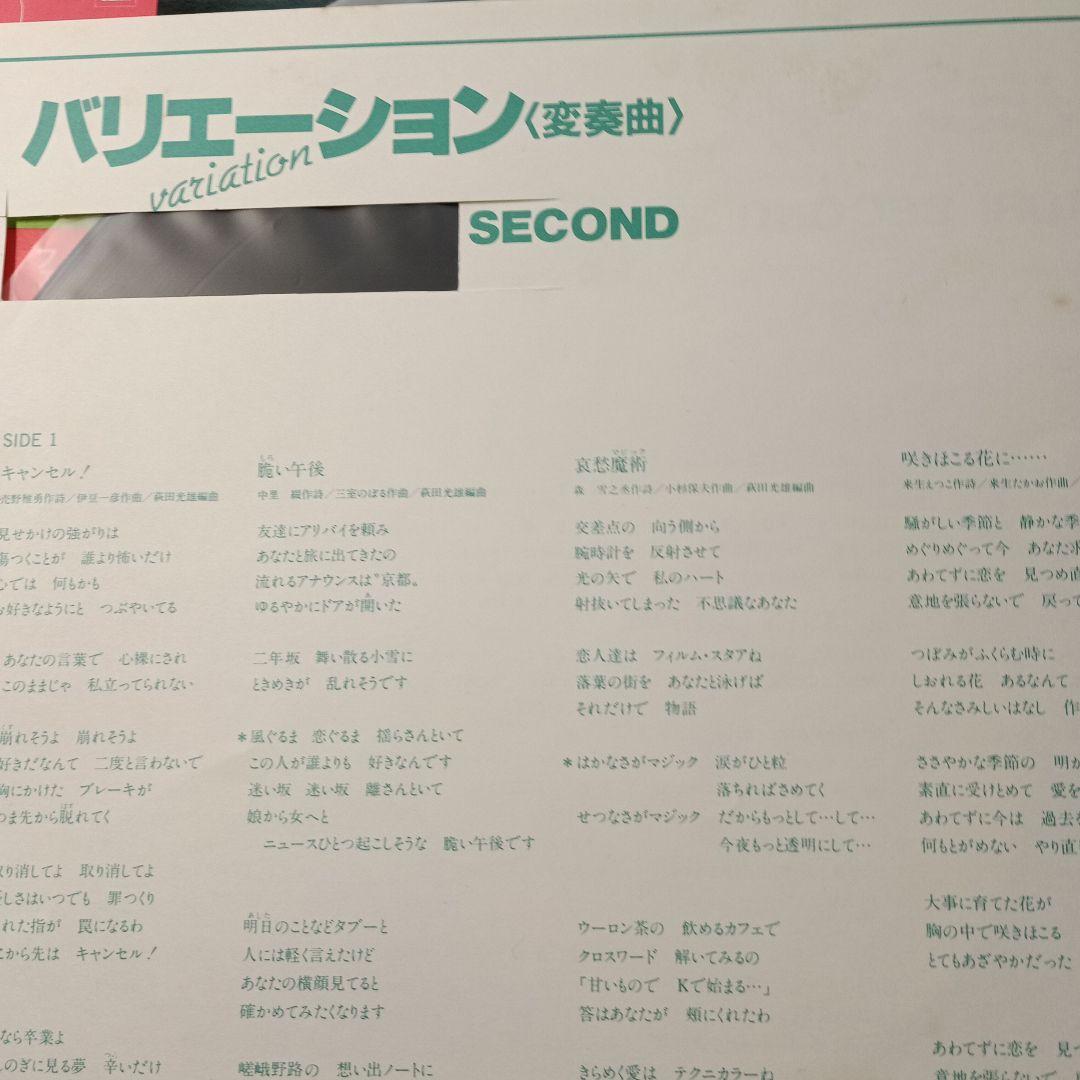 バリエーション〈変奏曲〉
variation
SECOND
SIDE 1
キャンセル!
売野雅勇作詩/伊豆一彦作曲/萩田光雄編曲
見せかけの強がりは
傷つくことが 誰より怖いだけ
心では 何もかも
お好きなようにと つぶやいてる
あなたの言葉で 心裸にされ
このままじゃ 私立ってられない
崩れそうよ 崩れそうよ
好きだなんて 二度と言わないで
胸にかけた ブレーキが
つま先から脱れてく
取り消してよ 取り消してよ
しさはいつでも 罪つくり
れた指が 罠になるわ
こから先は キャンセル!
なら卒業よ
しのぎに見る夢 辛いだけ
脆い午後
中里 綴作詩/三室のぼる作曲/萩田光雄編曲
友達にアリバイを頼み
あなたと旅に出てきたの
流れるアナウンスは“京都„
ゆるやかにドアが開いた
二年坂 舞い散る小雪に
ときめきが 乱れそうです
*風ぐるま 恋ぐるま 揺らさんといて
この人が誰よりも 好きなんです
迷い坂 迷い坂 離さんといて
娘から女へと
ニュースひとつ起こしそうな 脆い午後です
明日のことなどタブーと
人には軽く言えたけど
あなたの横顔見てると
確かめてみたくなります
嵯峨野路の 想い出ノートに
哀愁魔術
森 雪之丞作詩/小杉保夫作曲/萩田光雄編曲
交差点の 向う側から
腕時計を 反射させて
光の矢で 私のハート
射抜いてしまった 不思議なあなた
恋人達は フィルム・スタアね
落葉の街を あなたと泳げば
それだけで 物語
*はかなさがマジック 涙がひと粒
落ちればさめてく
せつなさがマジック だからもっとして…して…
今夜もっと透明にして…
ウーロン茶の 飲めるカフェで
クロスワード 解いてみるの
「甘いもので Kで始まる…」
答はあなたが 頬にくれたわ
きらめく愛は テクニカラーね
咲きほこる花に……
来生えつこ作詩/来生たかお作曲/
騒がしい季節と 静かな季
めぐりめぐって今 あなた求
あわてずに恋を 見つめ直
意地を張らないで 戻って
つぼみがふくらむ時に
しおれる花 あるなんて
そんなさみしいはなし 作
ささやかな季節の 明か
素直に受けとめて 愛を
あわてずに今は 過去を
何もとがめない やり直
大事に育てた花が
胸の中で咲きほこる
とてもあざやかだった
あわてずに恋を 見つ
意地を張らないで